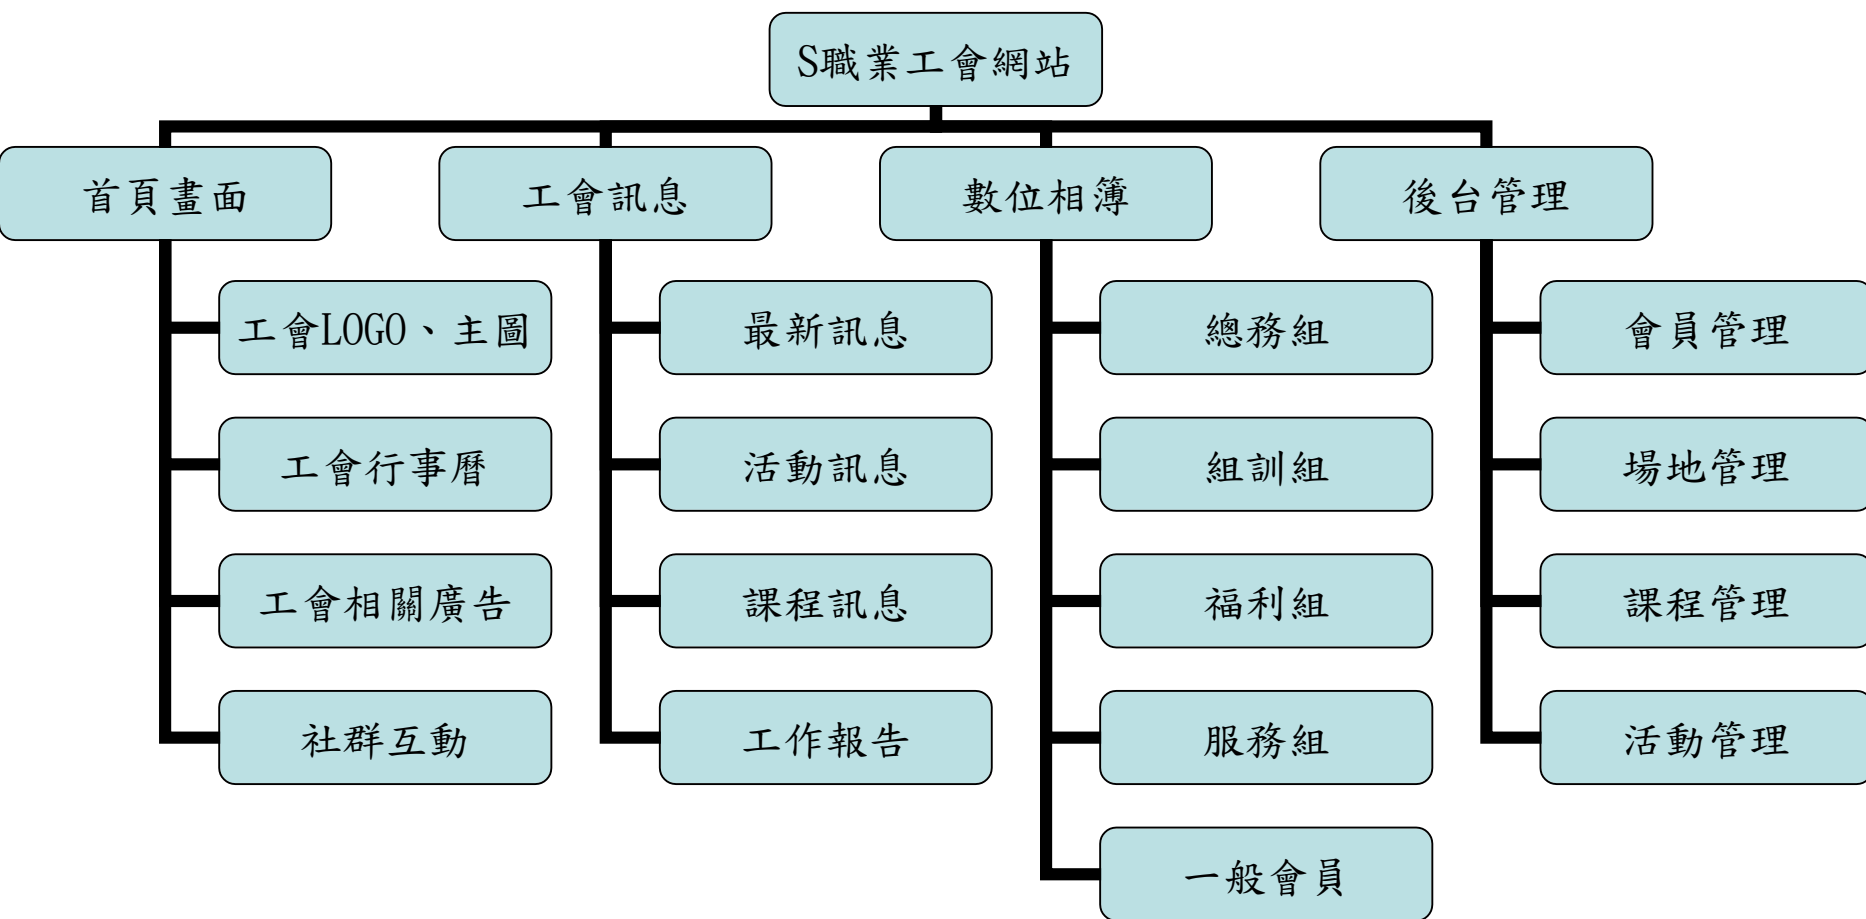 S職業工會網站
首頁畫面
工會訊息
數位相簿
後台管理
工會LOGO、主圖
最新訊息
總務組
會員管理
工會行事曆
活動訊息
組訓組
場地管理
工會相關廣告
課程訊息
福利組
課程管理
社群互動
工作報告
服務組
活動管理
一般會員